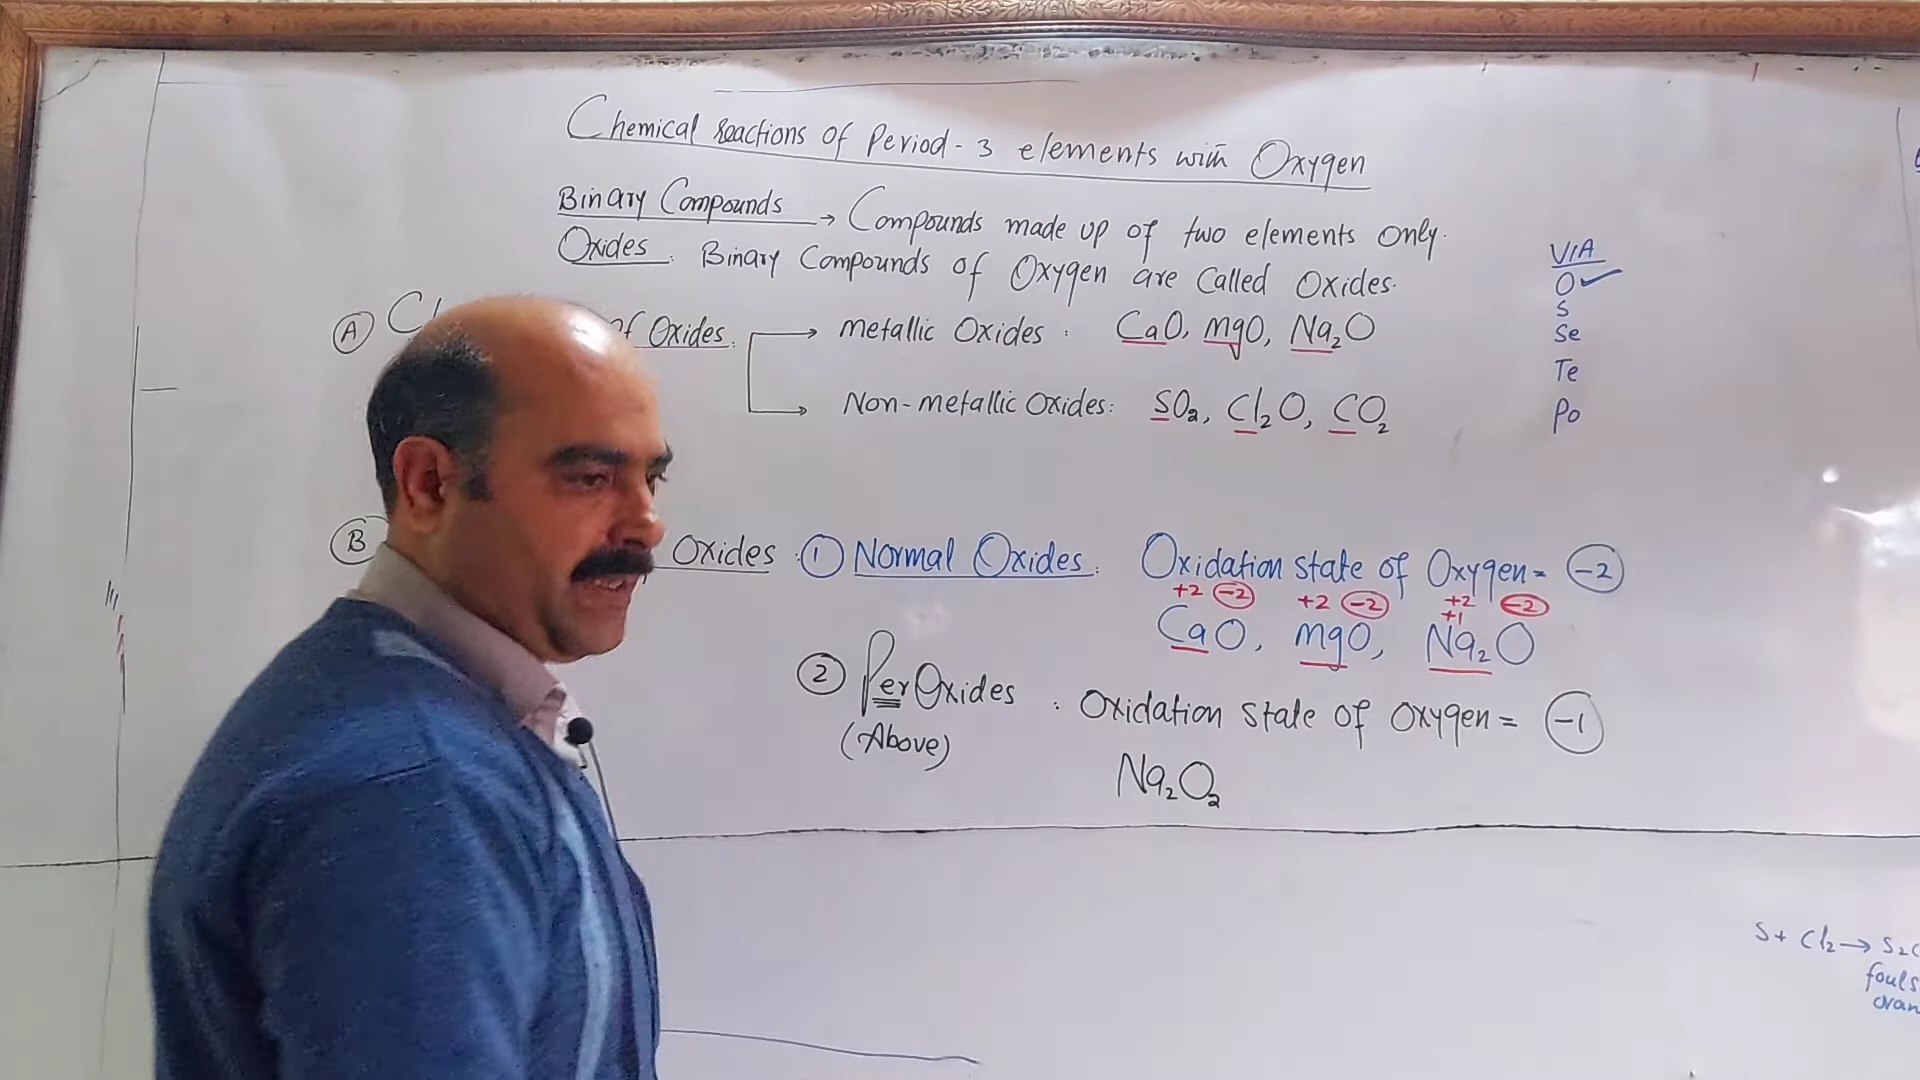 Chemical reactions of Period-3 elements with Oxygen
Binary Compounds → Compounds made up of two elements only.
Oxides: Binary Compounds of Oxygen are Called Oxides.
VIA
O ✓
S
Se
Te
Po
(A) of Oxides. → metallic Oxides: CaO, MgO, Na₂O
→ Non-metallic Oxides: SO₂, Cl₂O, CO₂
(B) Oxides: (1) Normal Oxides. Oxidation state of Oxygen = (-2)
+2 (-2) +2 (-2) +2 (-2)
+1
CaO, MgO, Na₂O
(2) PerOxides: Oxidation state of Oxygen = (-1)
(Above)
Na₂O₂
S + Cl₂ → S₂C
fouls